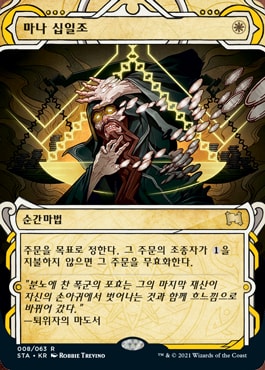 마나 십일조
순간마법
주문을 목표로 정한다. 그 주문의 조종자가 1을
지불하지 않으면 그 주문을 무효화한다.
"분노에 찬 폭군의 포효는 그의 마지막 재산이
자신의 손아귀에서 벗어나는 것과 함께 흐느낌으로
바뀌어 갔다."
—퇴위자의 마도서
008/063 R
STA • KR ROBBIE TREVINO
™ & © 2021 Wizards of the Coast